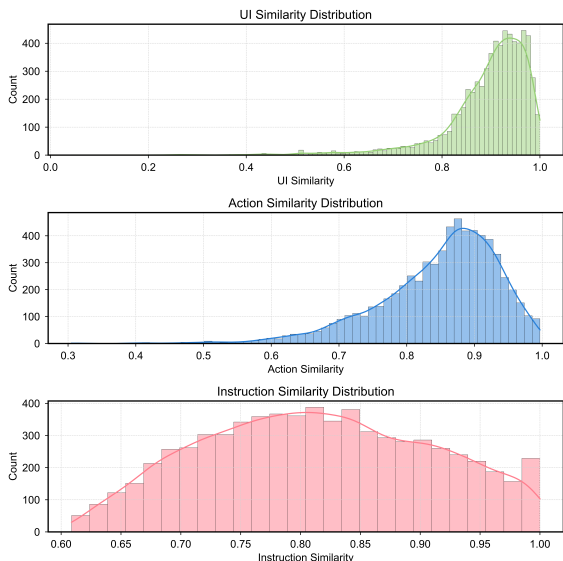 UI Similarity Distribution
400
300
200
100
0
Count
0.0 0.2 0.4 0.6 0.8 1.0
UI Similarity
Action Similarity Distribution
400
300
200
100
0
Count
0.3 0.4 0.5 0.6 0.7 0.8 0.9 1.0
Action Similarity
Instruction Similarity Distribution
400
300
200
100
0
Count
0.60 0.65 0.70 0.75 0.80 0.85 0.90 0.95 1.00
Instruction Similarity